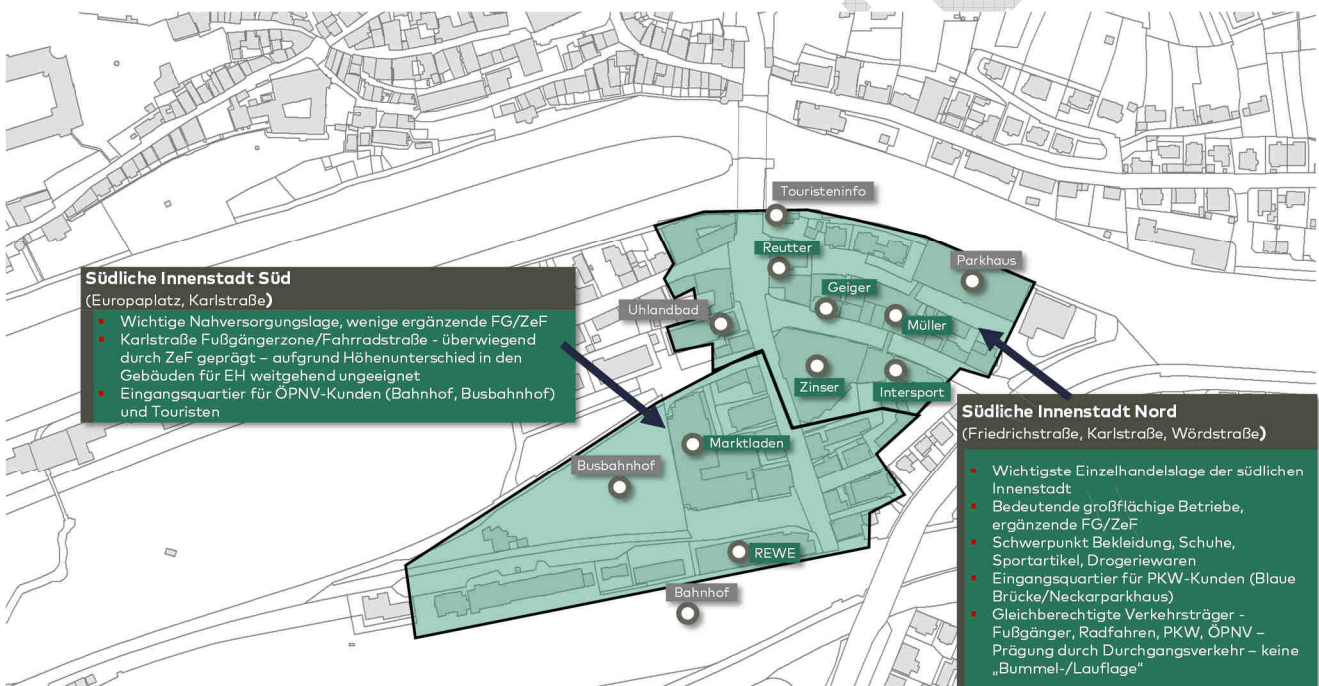 Touristeninfo
Reutter
Parkhaus
Geiger
Uhlandbad
Müller
Zinser
Intersport
Marktladen
Busbahnhof
REWE
Bahnhof
Südliche Innenstadt Süd
(Europaplatz, Karlstraße)
Wichtige Nahversorgungslage, wenige ergänzende FG/ZeF
Karlstraße Fußgängerzone/Fahrradstraße - überwiegend
durch ZeF geprägt – aufgrund Höhenunterschied in den
Gebäuden für EH weitgehend ungeeignet
Eingangsquartier für ÖPNV-Kunden (Bahnhof, Busbahnhof)
und Touristen
Südliche Innenstadt Nord
(Friedrichstraße, Karlstraße, Wördstraße)
Wichtigste Einzelhandelslage der südlichen
Innenstadt
Bedeutende großflächige Betriebe,
ergänzende FG/ZeF
Schwerpunkt Bekleidung, Schuhe,
Sportartikel, Drogeriewaren
Eingangsquartier für PKW-Kunden (Blaue
Brücke/Neckarparkhaus)
Gleichberechtigte Verkehrsträger -
Fußgänger, Radfahren, PKW, ÖPNV –
Prägung durch Durchgangsverkehr – keine
„Bummel-/Lauflage"